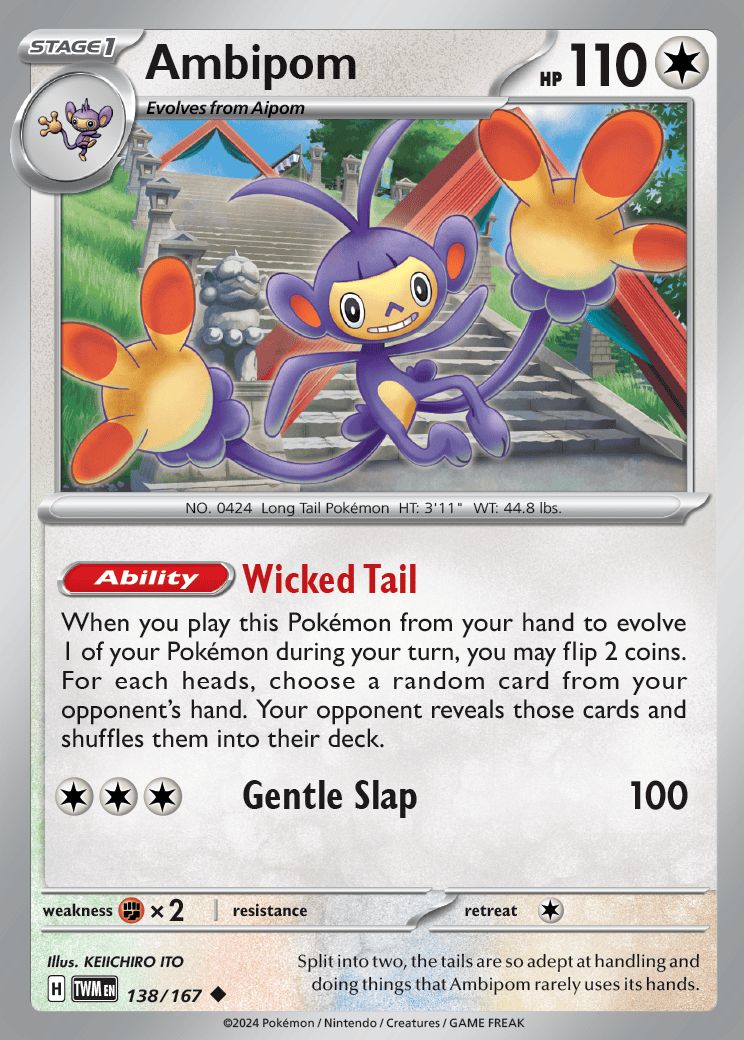 STAGE1
Ambipom
HP 110
Evolves from Aipom
NO. 0424 Long Tail Pokémon HT: 3'11" WT: 44.8 lbs.
Ability Wicked Tail
When you play this Pokémon from your hand to evolve
1 of your Pokémon during your turn, you may flip 2 coins.
For each heads, choose a random card from your
opponent's hand. Your opponent reveals those cards and
shuffles them into their deck.
Gentle Slap 100
weakness ×2 resistance retreat
Illus. KEIICHIRO ITO
Split into two, the tails are so adept at handling and
doing things that Ambipom rarely uses its hands.
H TWM EN 138/167
©2024 Pokémon / Nintendo / Creatures / GAME FREAK